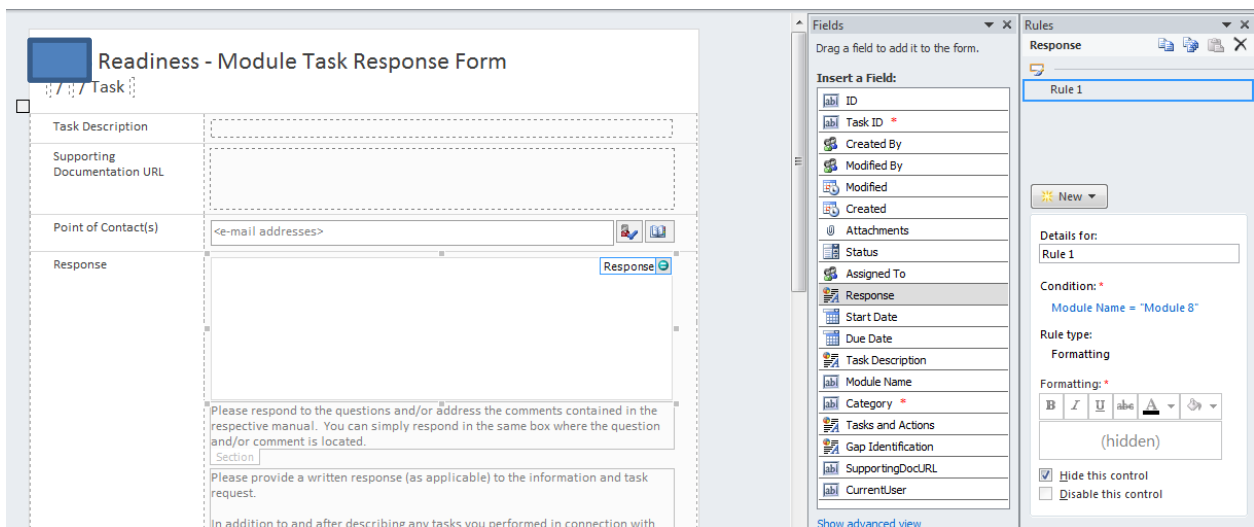 Readiness - Module Task Response Form
/ / Task
Task Description
Supporting
Documentation URL
Point of Contact(s)
<e-mail addresses>
Response
Response
Please respond to the questions and/or address the comments contained in the
respective manual. You can simply respond in the same box where the question
and/or comment is located.
Section
Please provide a written response (as applicable) to the information and task
request.
In addition to and after describing any tasks you performed in connection with
Fields
Drag a field to add it to the form.
Insert a Field:
ID
Task ID *
Created By
Modified By
Modified
Created
Attachments
Status
Assigned To
Response
Start Date
Due Date
Task Description
Module Name
Category *
Tasks and Actions
Gap Identification
SupportingDocURL
CurrentUser
Show advanced view
Rules
Response
Rule 1
New
Details for:
Rule 1
Condition: *
Module Name = "Module 8"
Rule type:
Formatting
Formatting: *
B I U abc A
(hidden)
Hide this control
Disable this control